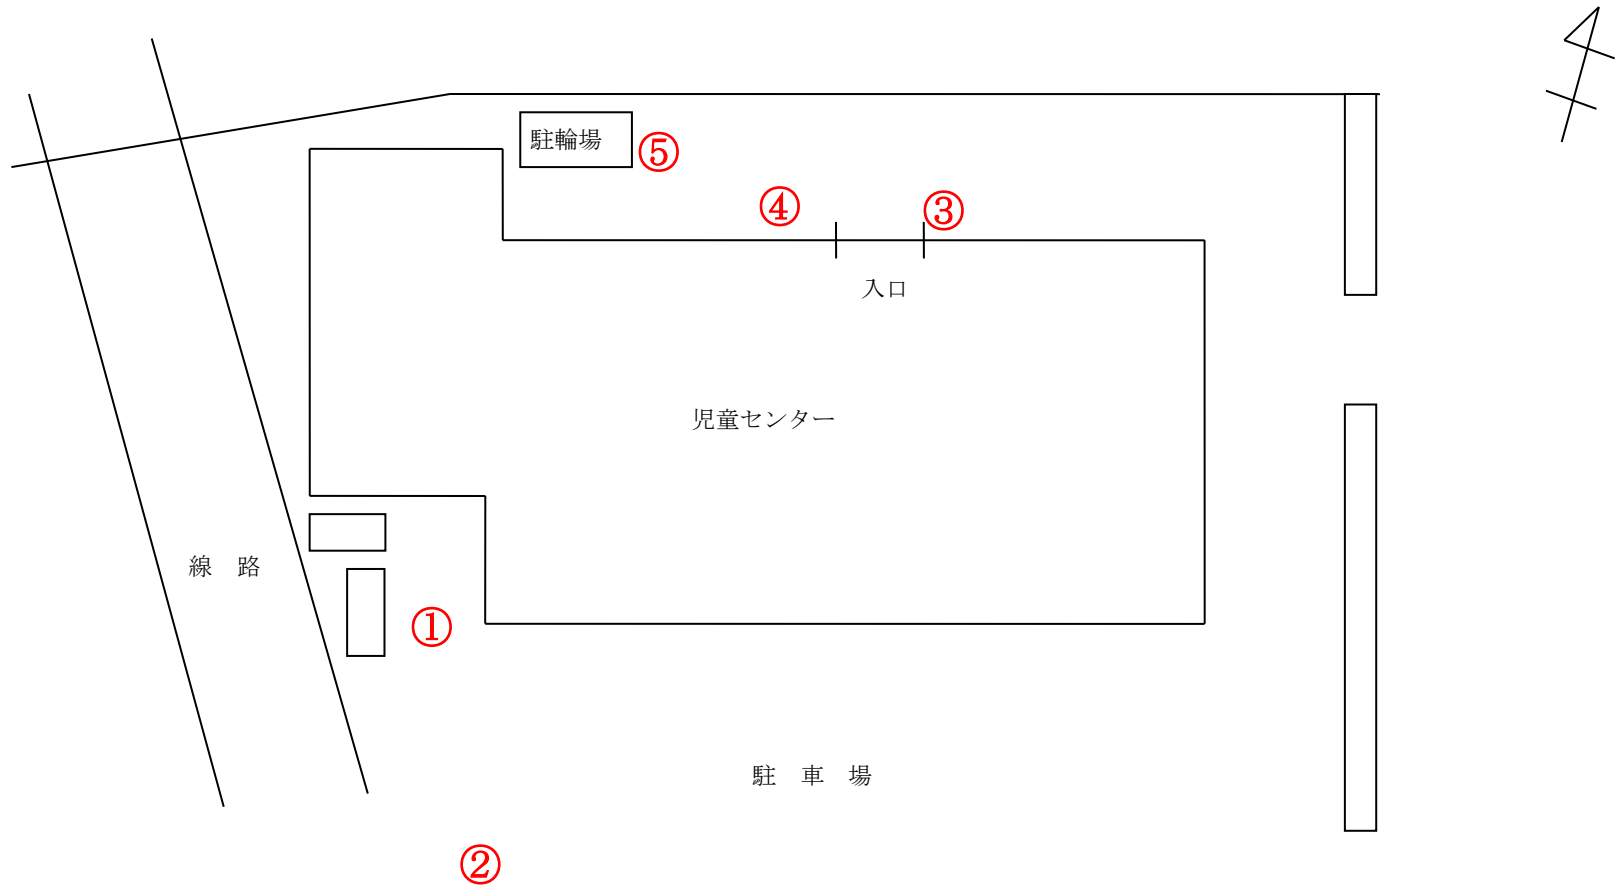 駐輪場
⑤
④
③
入口
児童センター
線　路
①
駐　車　場
②